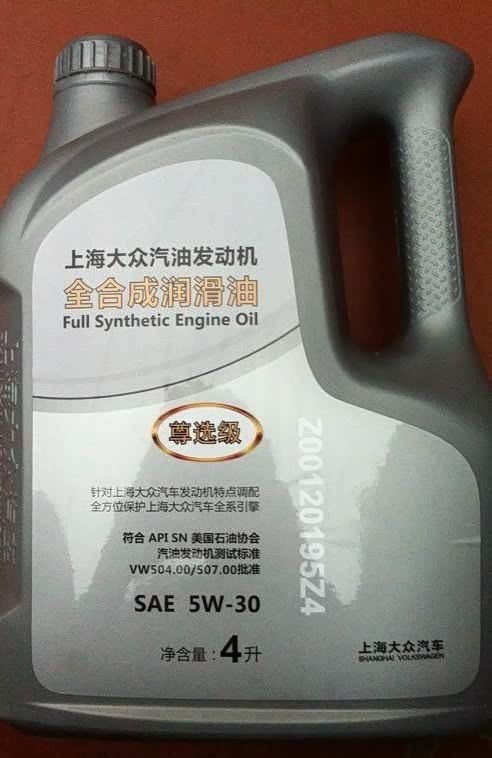 上海大众汽油发动机
全合成润滑油
Full Synthetic Engine Oil
尊选级
针对上海大众汽车发动机特点调配
全方位保护上海大众汽车全系引擎
符合 API SN 美国石油协会
汽油发动机测试标准
VW504.00/507.00批准
SAE 5W-30
净含量：4升
上海大众汽车
SHANGHAI VOLKSWAGEN
Z00120195Z4